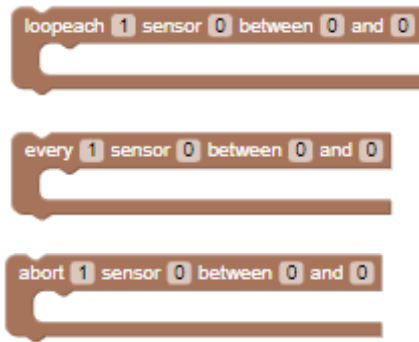 loopeach 1 sensor 0 between 0 and 0
every 1 sensor 0 between 0 and 0
abort 1 sensor 0 between 0 and 0